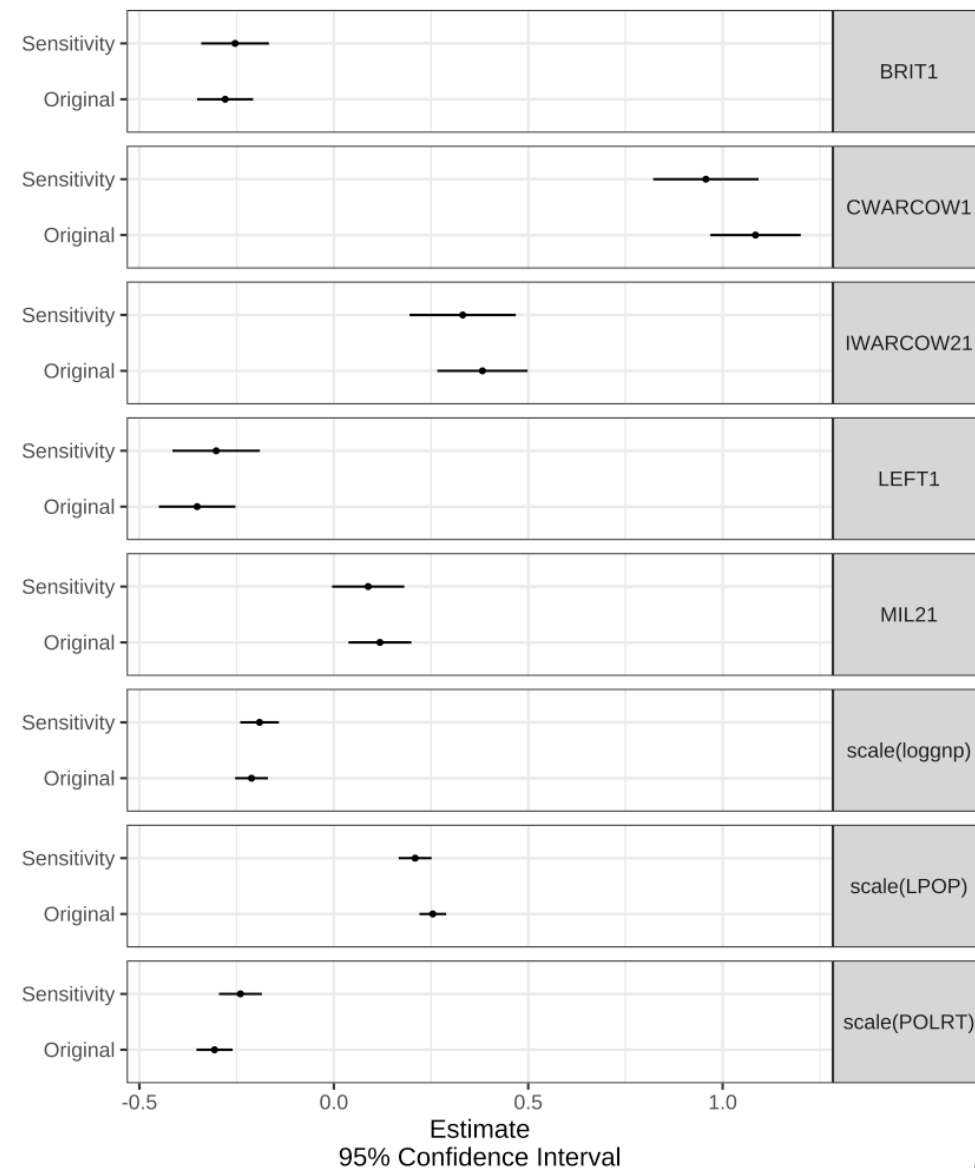 Sensitivity
Original
BRIT1
Sensitivity
Original
CWARCOW1
Sensitivity
Original
IWARCOW21
Sensitivity
Original
LEFT1
Sensitivity
Original
MIL21
Sensitivity
Original
scale(loggnp)
Sensitivity
Original
scale(LPOP)
Sensitivity
Original
scale(POLRT)
-0.5 0.0 0.5 1.0
Estimate
95% Confidence Interval